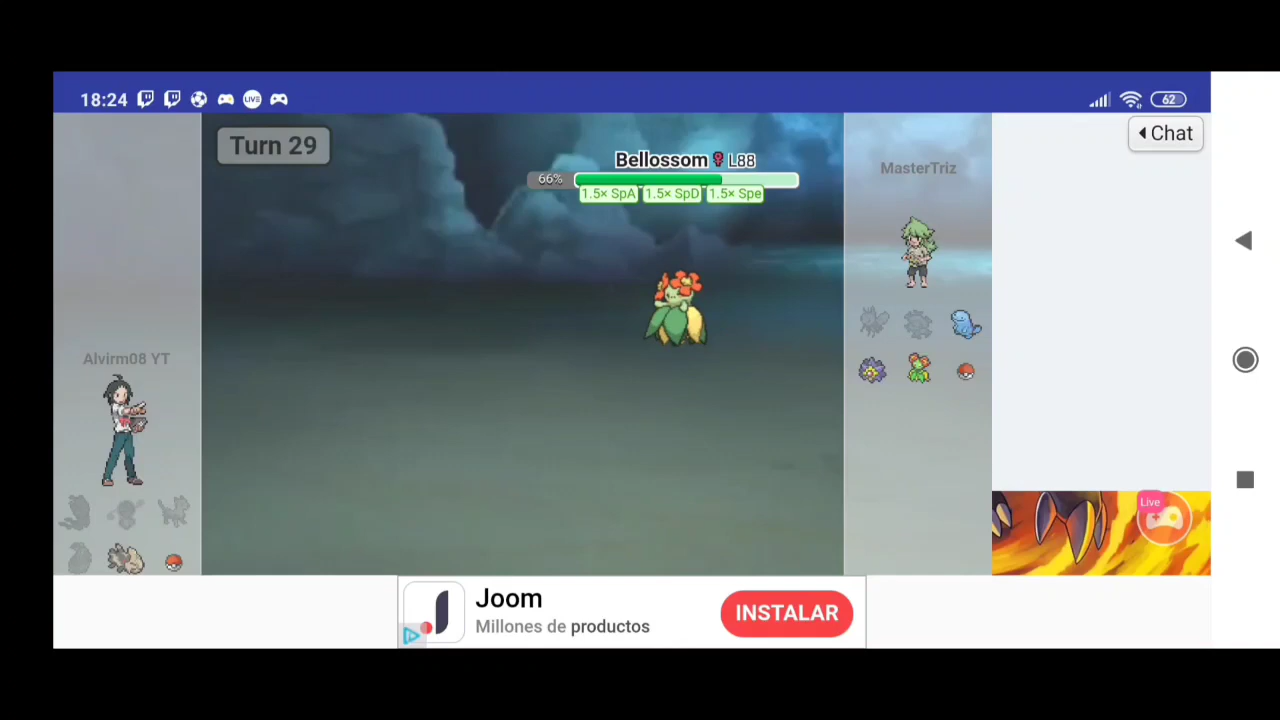 18:24
LIVE
62
Turn 29
Bellossom L88
66%
1.5× SpA 1.5× SpD 1.5× Spe
MasterTriz
Chat
Alvirm08 YT
Live
Joom
Millones de productos
INSTALAR